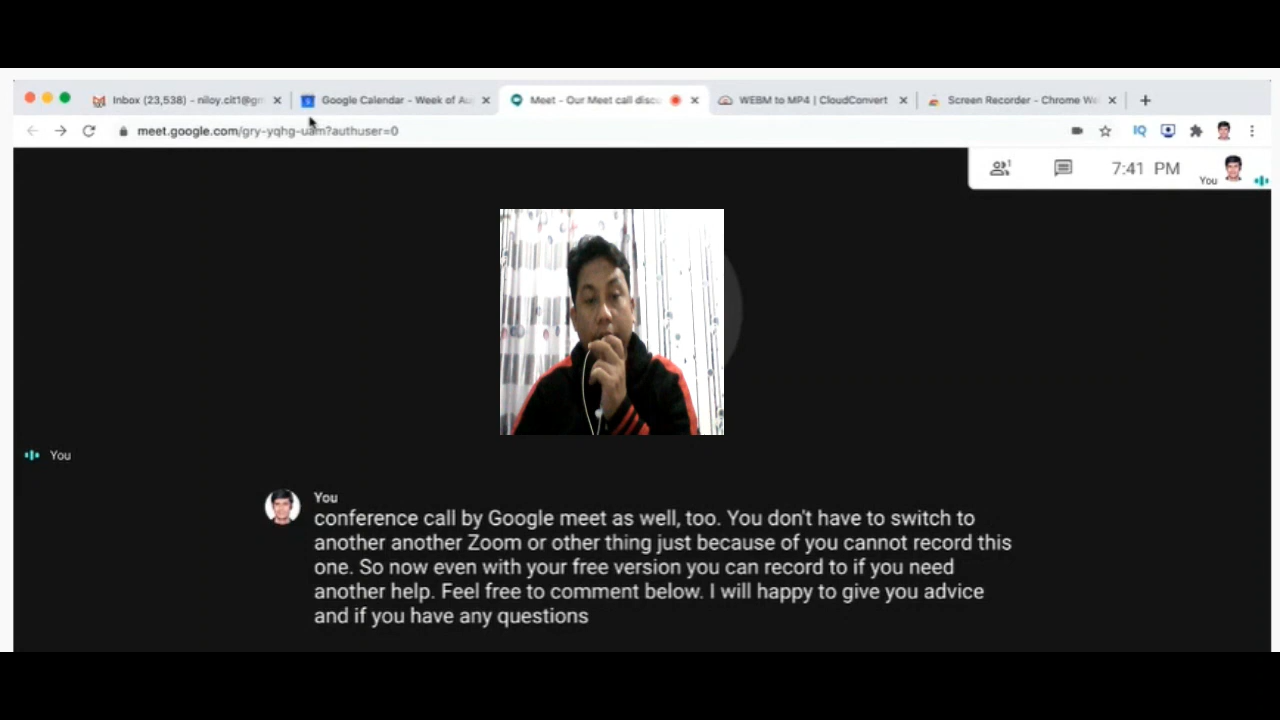 Inbox (23,538) - niloy.cit1@gm
Google Calendar - Week of Au
Meet - Our Meet call discu
WEBM to MP4 | CloudConvert
Screen Recorder - Chrome We
meet.google.com/gry-yqhg-uam?authuser=0
IQ
1
7:41 PM
You
You
You
conference call by Google meet as well, too. You don't have to switch to
another another Zoom or other thing just because of you cannot record this
one. So now even with your free version you can record to if you need
another help. Feel free to comment below. I will happy to give you advice
and if you have any questions